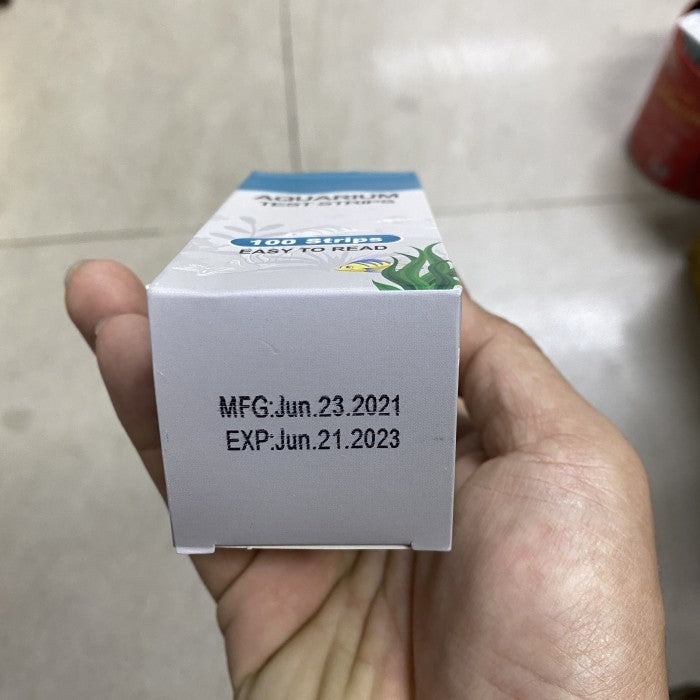 AQUARIUM
TEST STRIPS
100 Strips
EASY TO READ
MFG:Jun.23.2021
EXP:Jun.21.2023